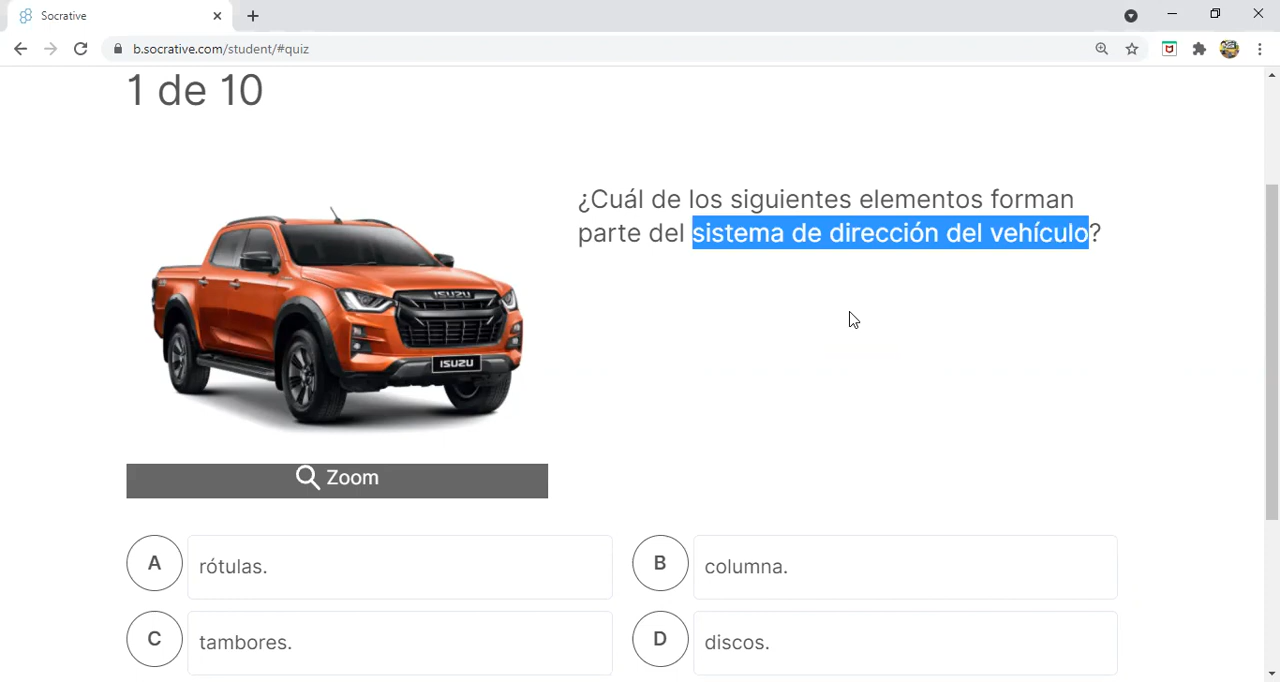 Socrative
b.socrative.com/student/#quiz
1 de 10
¿Cuál de los siguientes elementos forman
parte del sistema de dirección del vehículo?
ISUZU
ISUZU
Zoom
A rótulas.
B columna.
C tambores.
D discos.